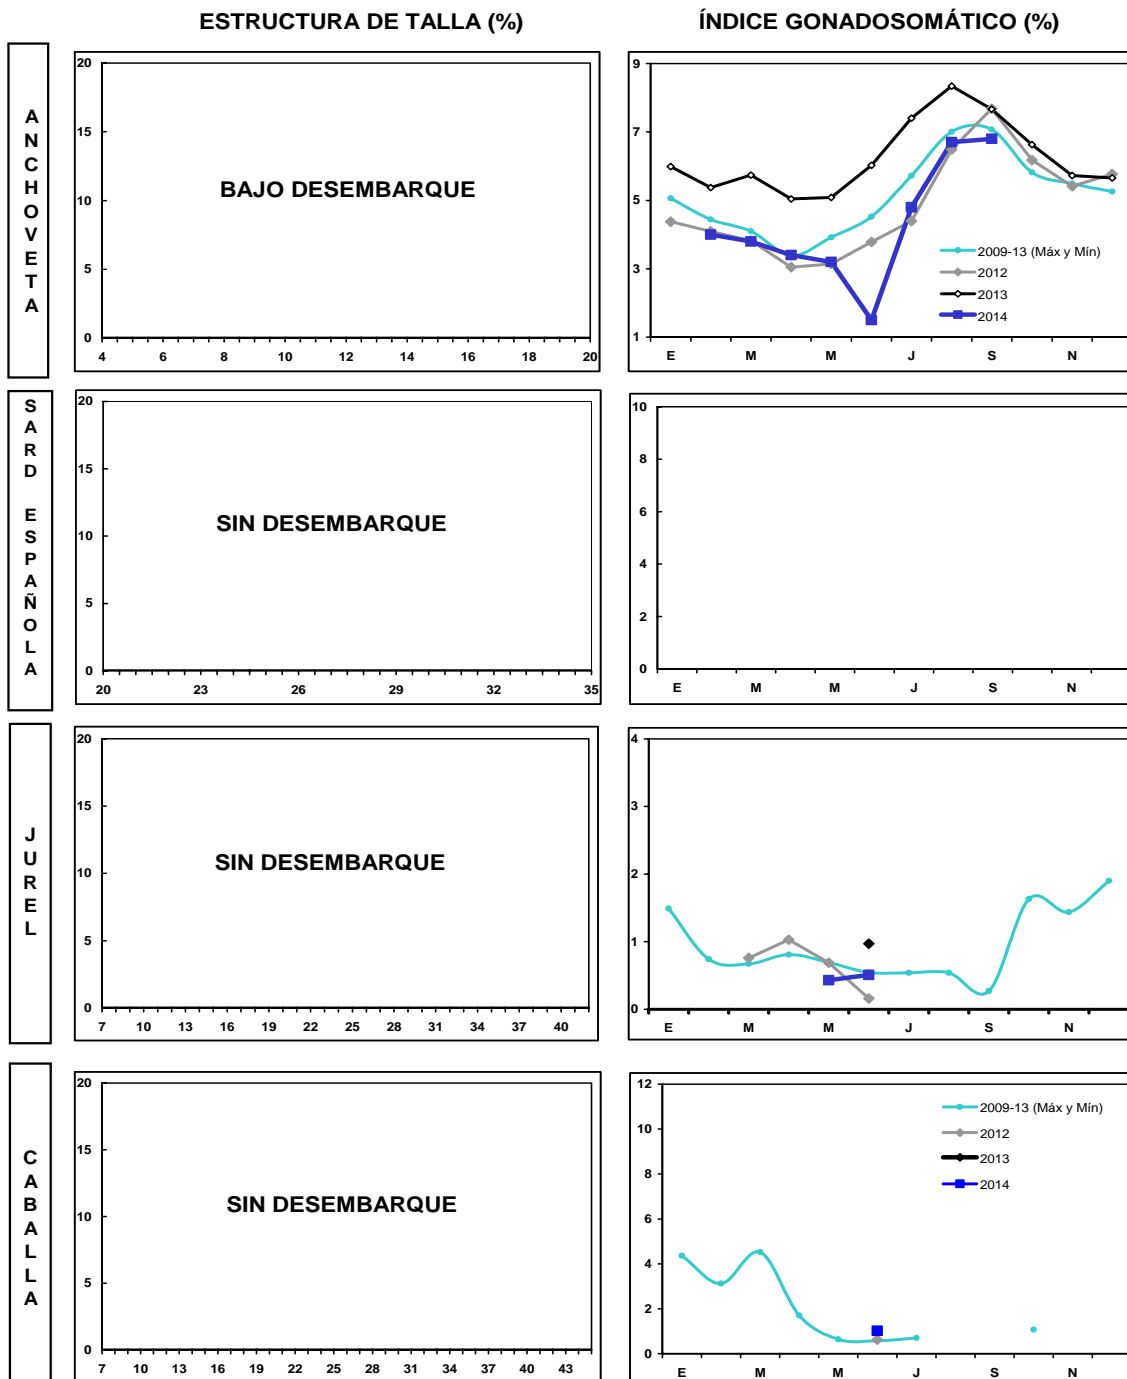 ESTRUCTURA DE TALLA (%)
ÍNDICE GONADOSOMÁTICO (%)
ANCHOVETA
20
15
10
5
0
BAJO DESEMBARQUE
4 6 8 10 12 14 16 18 20
9
7
5
3
1
2009-13 (Máx y Mín)
2012
2013
2014
E M M J S N
SARD ESPAÑOLA
20
15
10
5
0
SIN DESEMBARQUE
20 23 26 29 32 35
10
8
6
4
2
0
E M M J S N
JUREL
20
15
10
5
0
SIN DESEMBARQUE
7 10 13 16 19 22 25 28 31 34 37 40
4
3
2
1
0
E M M J S N
CABALLA
20
15
10
5
0
SIN DESEMBARQUE
7 10 13 16 19 22 25 28 31 34 37 40 43
12
10
8
6
4
2
0
2009-13 (Máx y Mín)
2012
2013
2014
E M M J S N